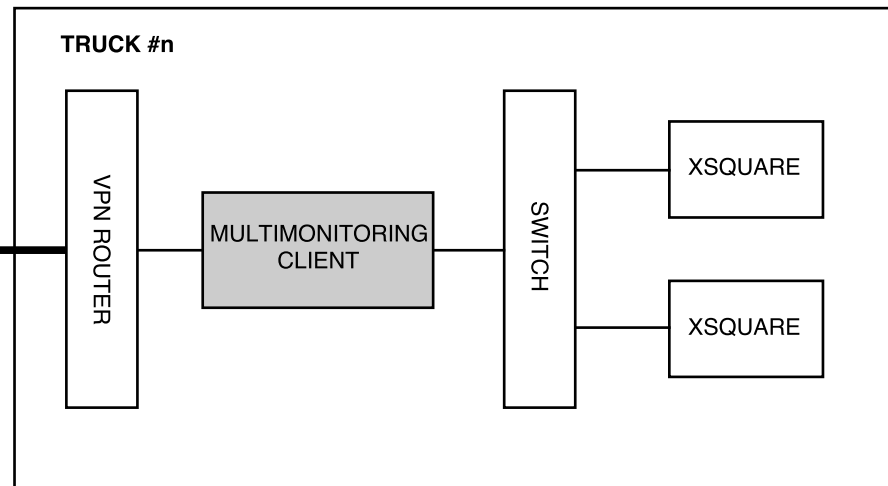 TRUCK #n
VPN ROUTER
MULTIMONITORING
CLIENT
SWITCH
XSQUARE
XSQUARE